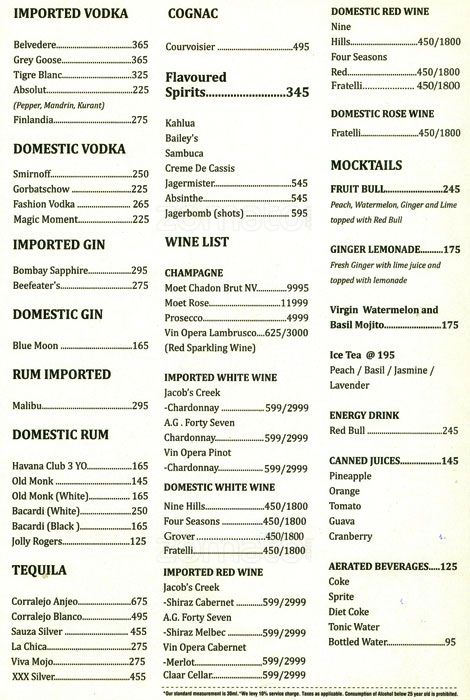 IMPORTED VODKA
Belvedere..........................365
Grey Goose.........................365
Tigre Blanc........................325
Absolut............................225
(Pepper, Mandrin, Kurant)
Finlandia..........................275
DOMESTIC VODKA
Smirnoff...........................250
Gorbatschow ......................225
Fashion Vodka .................... 265
Magic Moment.......................225
IMPORTED GIN
Bombay Sapphire....................295
Beefeater's........................275
DOMESTIC GIN
Blue Moon .........................165
RUM IMPORTED
Malibu.............................295
DOMESTIC RUM
Havana Club 3 YO...................165
Old Monk ..........................145
Old Monk (White)................... 165
Bacardi (White)....................250
Bacardi (Black )...................165
Jolly Rogers.......................125
TEQUILA
Corralejo Anjeo....................675
Corralejo Blanco...................495
Sauza Silver ...................... 455
La Chica...........................275
Viva Mojo..........................275
XXX Silver.........................455
COGNAC
Courvoisier .......................495
Flavoured
Spirits........................345
Kahlua
Bailey's
Sambuca
Creme De Cassis
Jagermister........................545
Absinthe...........................545
Jagerbomb (shots) ................. 595
WINE LIST
CHAMPAGNE
Moet Chadon Brut NV............9995
Moet Rose..........................11999
Prosecco...........................4999
Vin Opera Lambrusco....625/3000
(Red Sparkling Wine)
IMPORTED WHITE WINE
Jacob's Creek
-Chardonnay ...............599/2999
A.G . Forty Seven
Chardonnay.................599/2999
Vin Opera Pinot
-Chardonnay................599/2999
DOMESTIC WHITE WINE
Nine Hills.................450/1800
Four Seasons ..............450/1800
Grover ....................450/1800
Fratelli...................450/1800
IMPORTED RED WINE
Jacob's Creek
-Shiraz Cabernet ..........599/2999
A.G. Forty Seven
-Shiraz Melbec ............599/2999
Vin Opera Cabernet
-Merlot....................599/2999
Claar Cellar...............599/2999
DOMESTIC RED WINE
Nine
Hills......................450/1800
Four Seasons
Red........................450/1800
Fratelli................... 450/1800
DOMESTIC ROSE WINE
Fratelli...................450/1800
MOCKTAILS
FRUIT BULL.....................245
Peach, Watermelon, Ginger and Lime
topped with Red Bull
GINGER LEMONADE..........175
Fresh Ginger with lime juice and
topped with lemonade
Virgin Watermelon and
Basil Mojito...................175
Ice Tea @ 195
Peach / Basil / Jasmine /
Lavender
ENERGY DRINK
Red Bull ..........................245
CANNED JUICES...............145
Pineapple
Orange
Tomato
Guava
Cranberry
AERATED BEVERAGES.....125
Coke
Sprite
Diet Coke
Tonic Water
Bottled Water......................95
*Our standard measurement is 30ml. *We levy 10% service charge. Taxes as applicable. Consumption of Alcohol below 25 year old is prohibited.
zomato
zomato